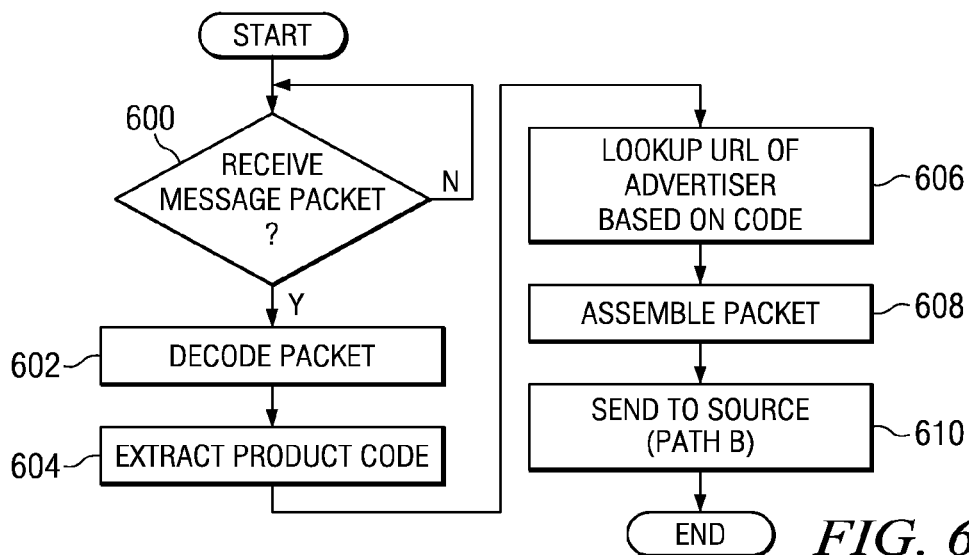 START
600
RECEIVE
MESSAGE PACKET
?
N
Y
602
DECODE PACKET
604
EXTRACT PRODUCT CODE
LOOKUP URL OF
ADVERTISER
BASED ON CODE
606
ASSEMBLE PACKET
608
SEND TO SOURCE
(PATH B)
610
END
FIG. 6